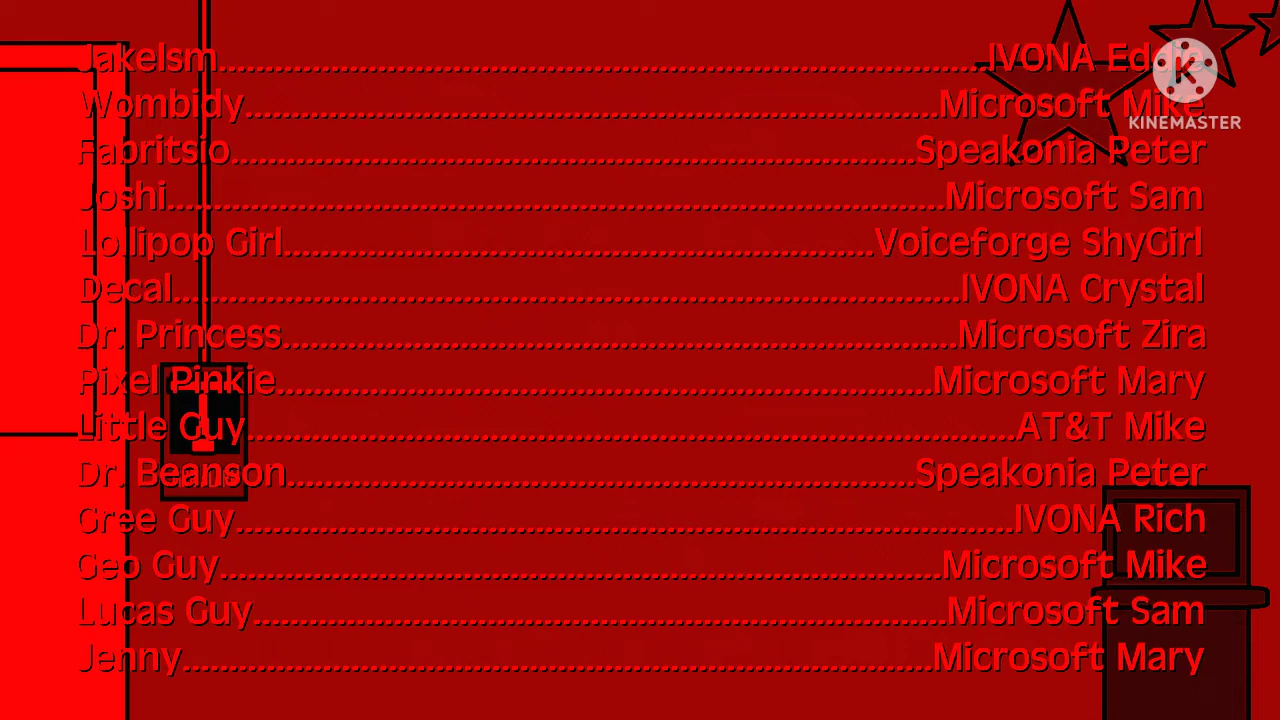 Jakelsm........................................................................................IVONA Eddie
Wombidy................................................................................Microsoft Mike
Fabritsio...............................................................................Speakonia Peter
Joshi.........................................................................................Microsoft Sam
Lollipop Girl....................................................................Voiceforge ShyGirl
Decal..........................................................................................IVONA Crystal
Dr. Princess..............................................................................Microsoft Zira
Pixel Pinkie............................................................................Microsoft Mary
Little Guy........................................................................................AT&T Mike
Dr. Beanson.........................................................................Speakonia Peter
Gree Guy.........................................................................................IVONA Rich
Geo Guy...................................................................................Microsoft Mike
Lucas Guy................................................................................Microsoft Sam
Jenny.......................................................................................Microsoft Mary
K
KINEMASTER